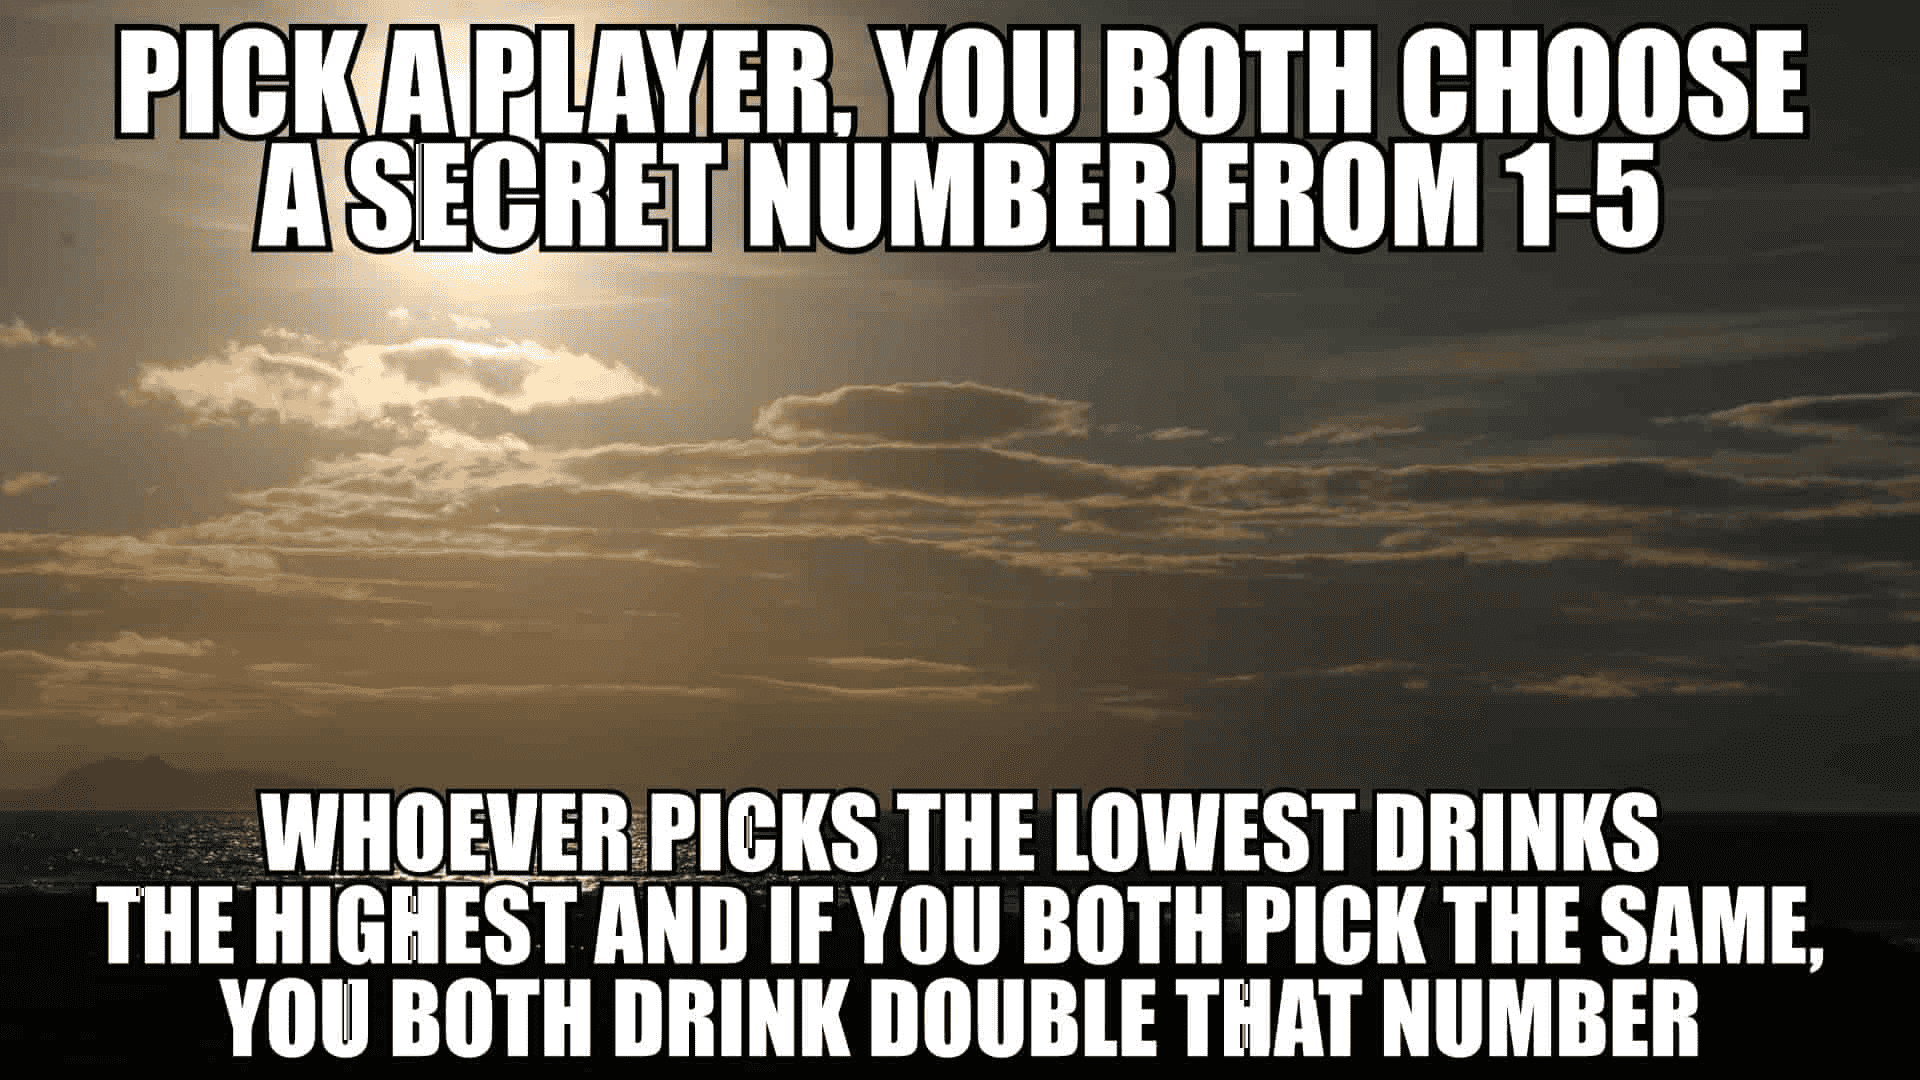 PICK A PLAYER, YOU BOTH CHOOSE
A SECRET NUMBER FROM 1-5
WHOEVER PICKS THE LOWEST DRINKS
THE HIGHEST AND IF YOU BOTH PICK THE SAME,
YOU BOTH DRINK DOUBLE THAT NUMBER